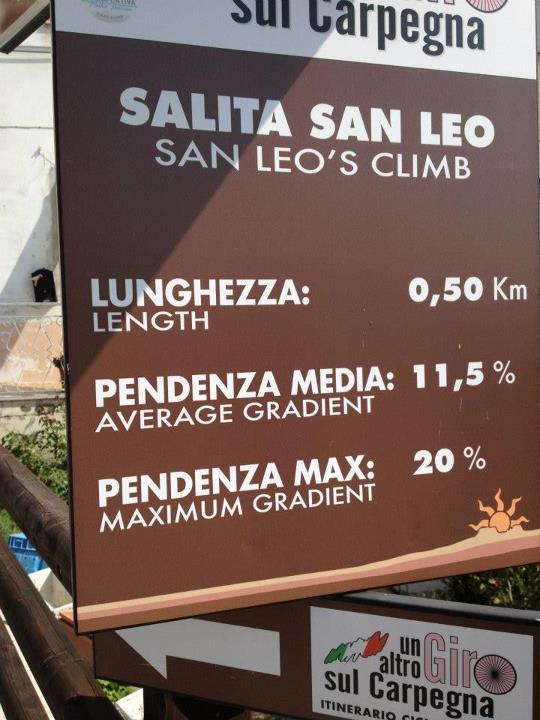 sul Carpegna
SALITA SAN LEO
SAN LEO'S CLIMB
LUNGHEZZA: 0,50 Km
LENGTH
PENDENZA MEDIA: 11,5 %
AVERAGE GRADIENT
PENDENZA MAX: 20 %
MAXIMUM GRADIENT
un
altro Giro
sul Carpegna
ITINERARIO